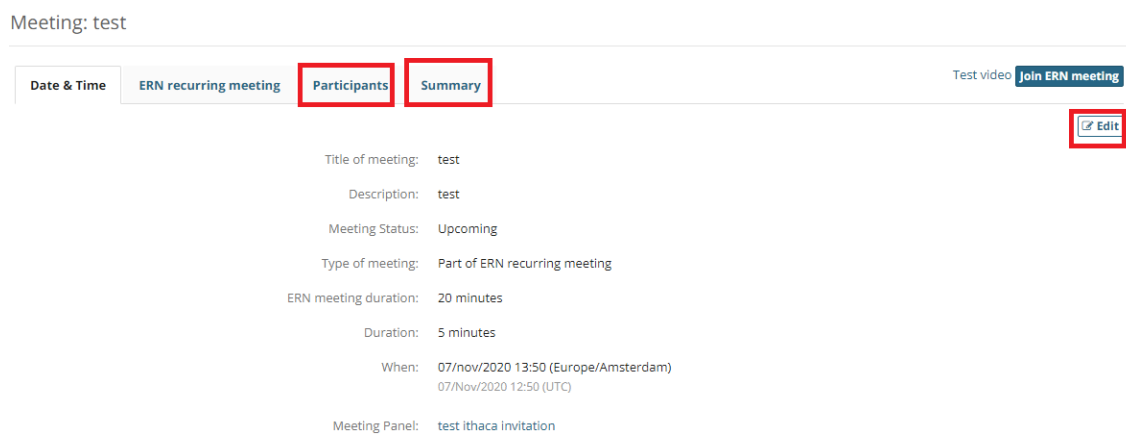 Meeting: test
Date & Time ERN recurring meeting Participants Summary Test video Join ERN meeting
Edit
Title of meeting: test
Description: test
Meeting Status: Upcoming
Type of meeting: Part of ERN recurring meeting
ERN meeting duration: 20 minutes
Duration: 5 minutes
When: 07/nov/2020 13:50 (Europe/Amsterdam)
07/Nov/2020 12:50 (UTC)
Meeting Panel: test ithaca invitation